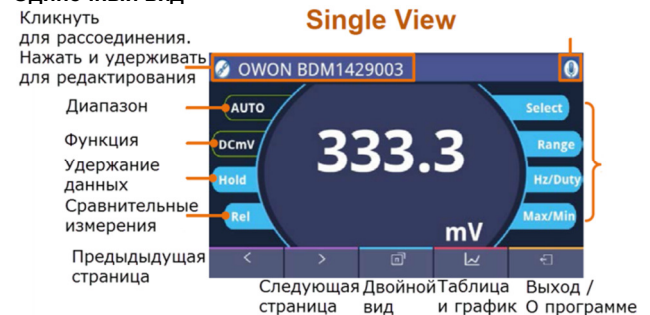 Одиночный вид
Кликнуть
для рассоединения.
Нажать и удерживать
для редактирования
Single View
OWON BDM1429003
Диапазон
AUTO
Select
Функция
DCmV
333.3
Range
Удержание
данных
Hold
Hz/Duty
Сравнительные
измерения
Rel
mV
Max/Min
Предыдыдущая
страница
Следующая
страница
Двойной
вид
Таблица
и график
Выход /
О программе